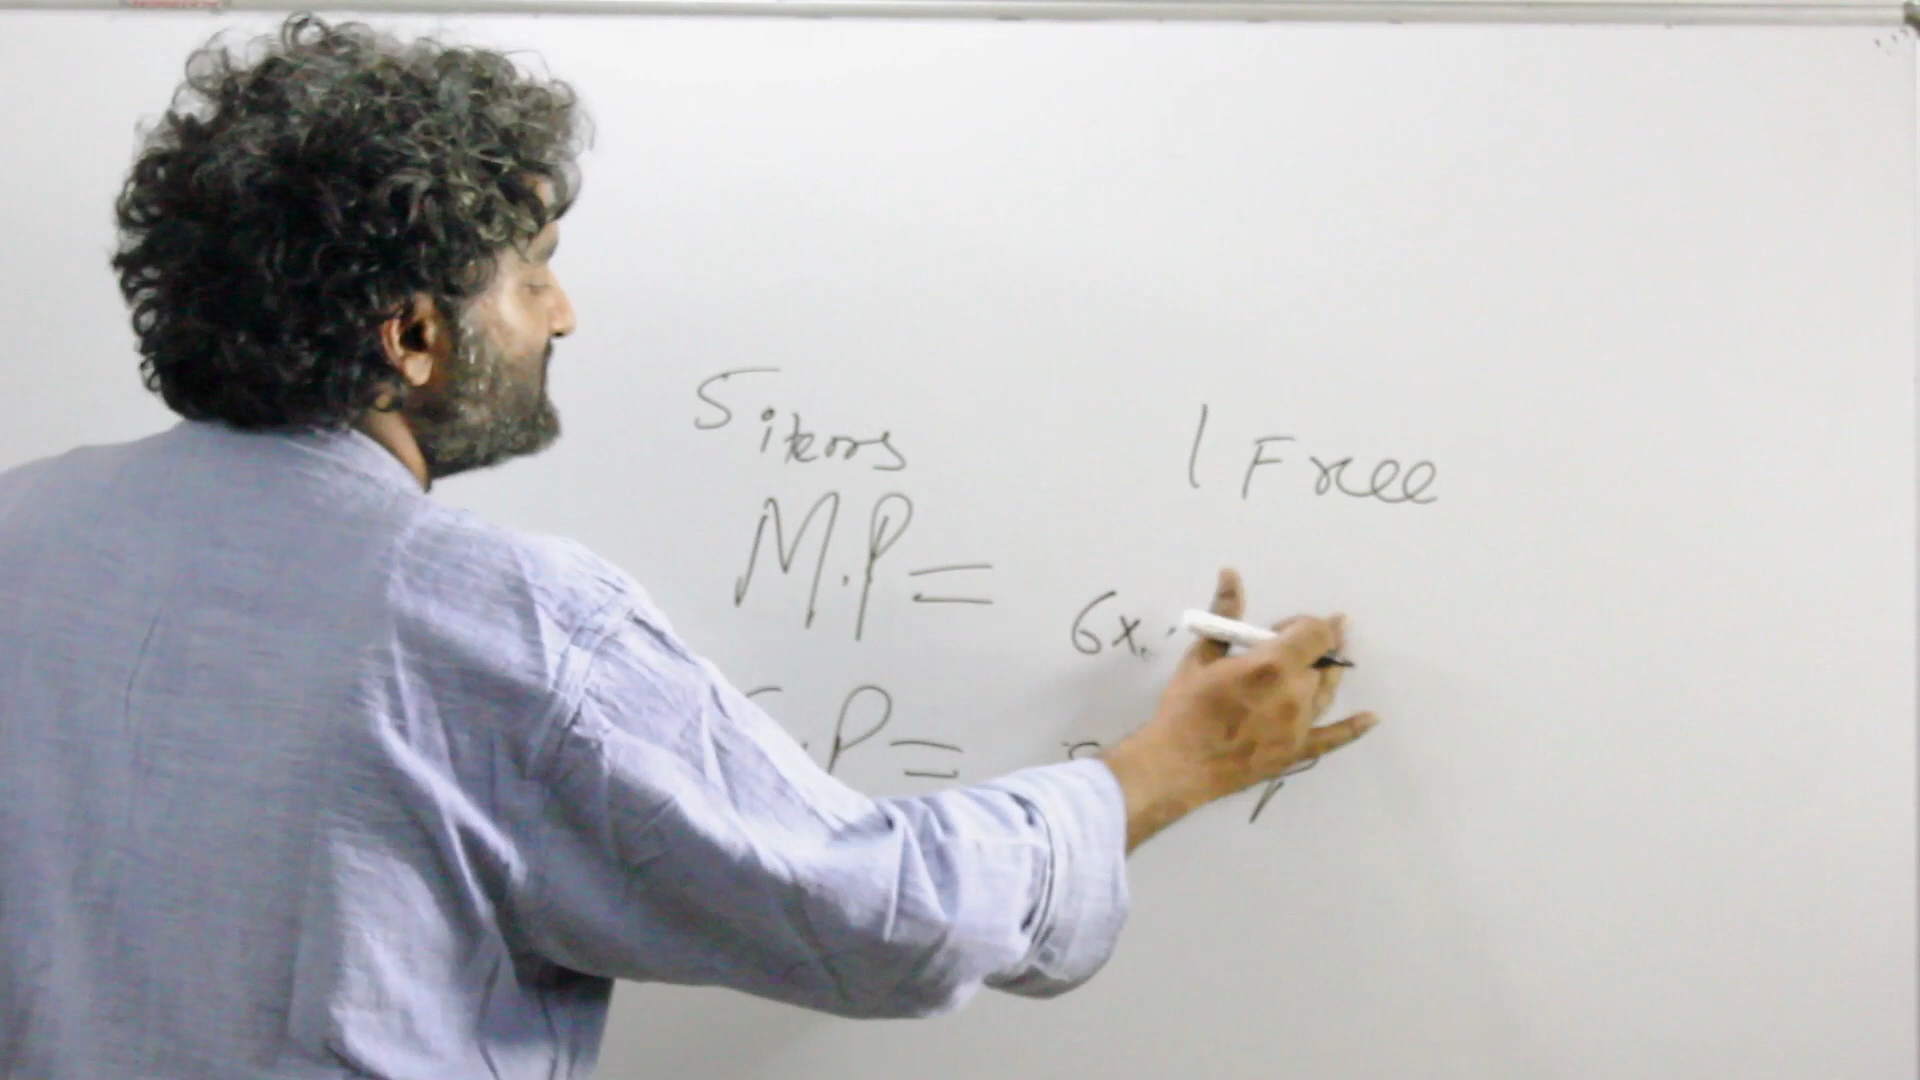 5 items
1 Free
M.P =
6x.
.P =